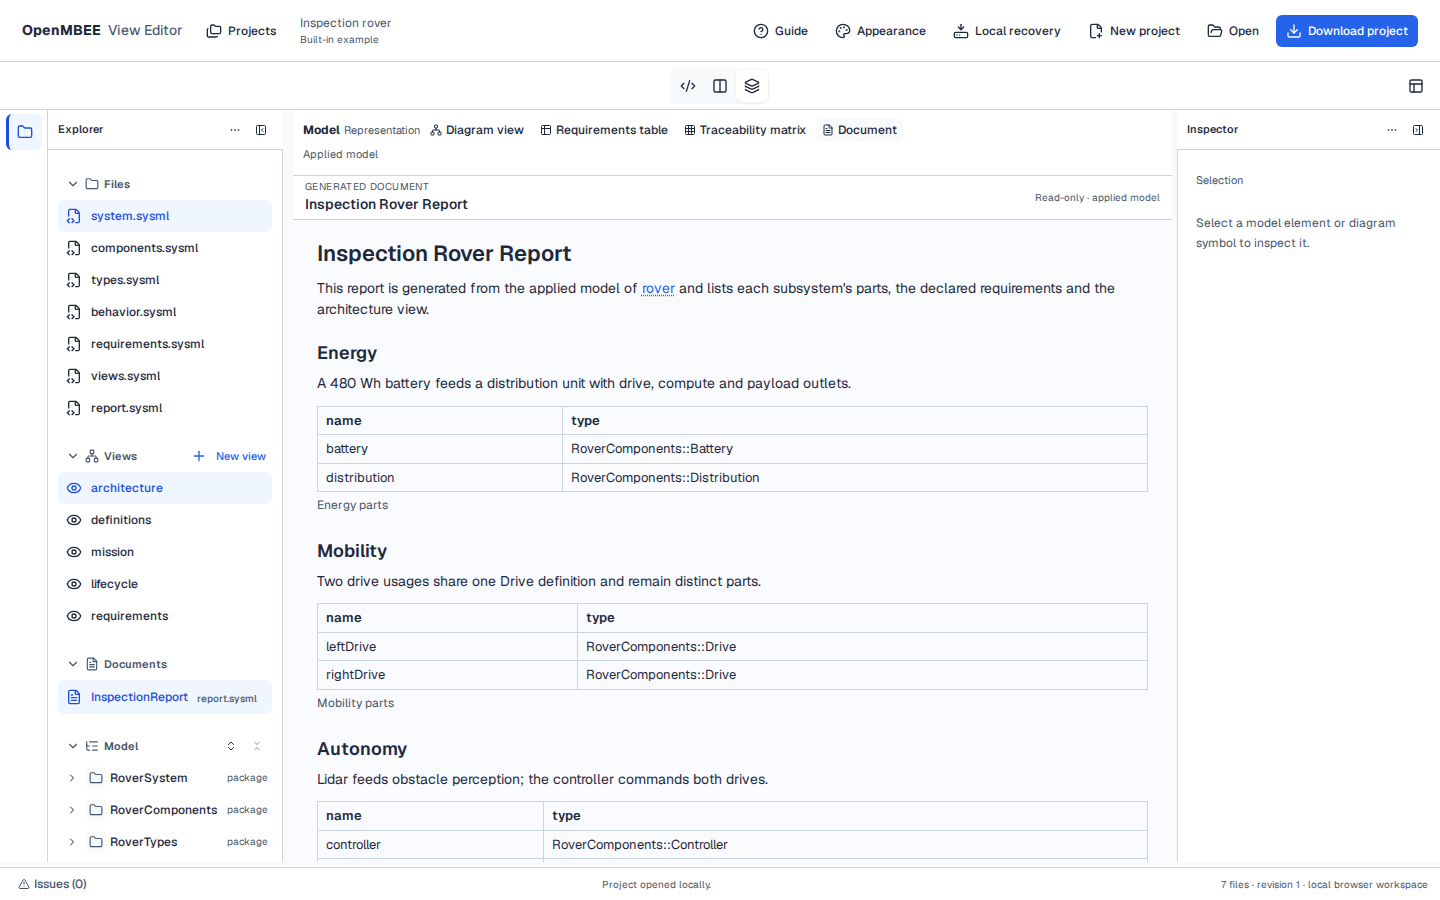 OpenMBEE View Editor
Projects
Inspection rover
Built-in example
Guide
Appearance
Local recovery
New project
Open
Download project
Explorer
Files
system.sysml
components.sysml
types.sysml
behavior.sysml
requirements.sysml
views.sysml
report.sysml
Views
New view
architecture
definitions
mission
lifecycle
requirements
Documents
InspectionReport report.sysml
Model
RoverSystem package
RoverComponents package
RoverTypes package
Model Representation Diagram view Requirements table Traceability matrix Document
Applied model
GENERATED DOCUMENT
Inspection Rover Report
Read-only · applied model
Inspection Rover Report
This report is generated from the applied model of rover and lists each subsystem's parts, the declared requirements and the
architecture view.
Energy
A 480 Wh battery feeds a distribution unit with drive, compute and payload outlets.
name type
battery RoverComponents::Battery
distribution RoverComponents::Distribution
Energy parts
Mobility
Two drive usages share one Drive definition and remain distinct parts.
name type
leftDrive RoverComponents::Drive
rightDrive RoverComponents::Drive
Mobility parts
Autonomy
Lidar feeds obstacle perception; the controller commands both drives.
name type
controller RoverComponents::Controller
Inspector
Selection
Select a model element or diagram
symbol to inspect it.
Issues (0)
Project opened locally.
7 files · revision 1 · local browser workspace